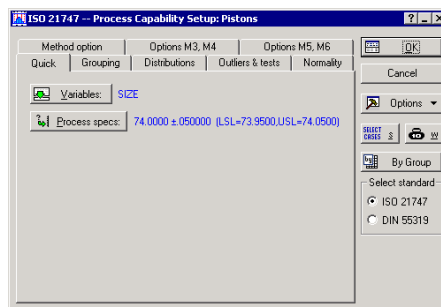 ISO 21747 -- Process Capability Setup: Pistons
Method option Options M3, M4 Options M5, M6
Quick Grouping Distributions Outliers & tests Normality
Variables: SIZE
Process specs: 74.0000 ±.050000 (LSL=73.9500,USL=74.0500)
OK
Cancel
Options
SELECT CASES S W
By Group
Select standard
ISO 21747
DIN 55319